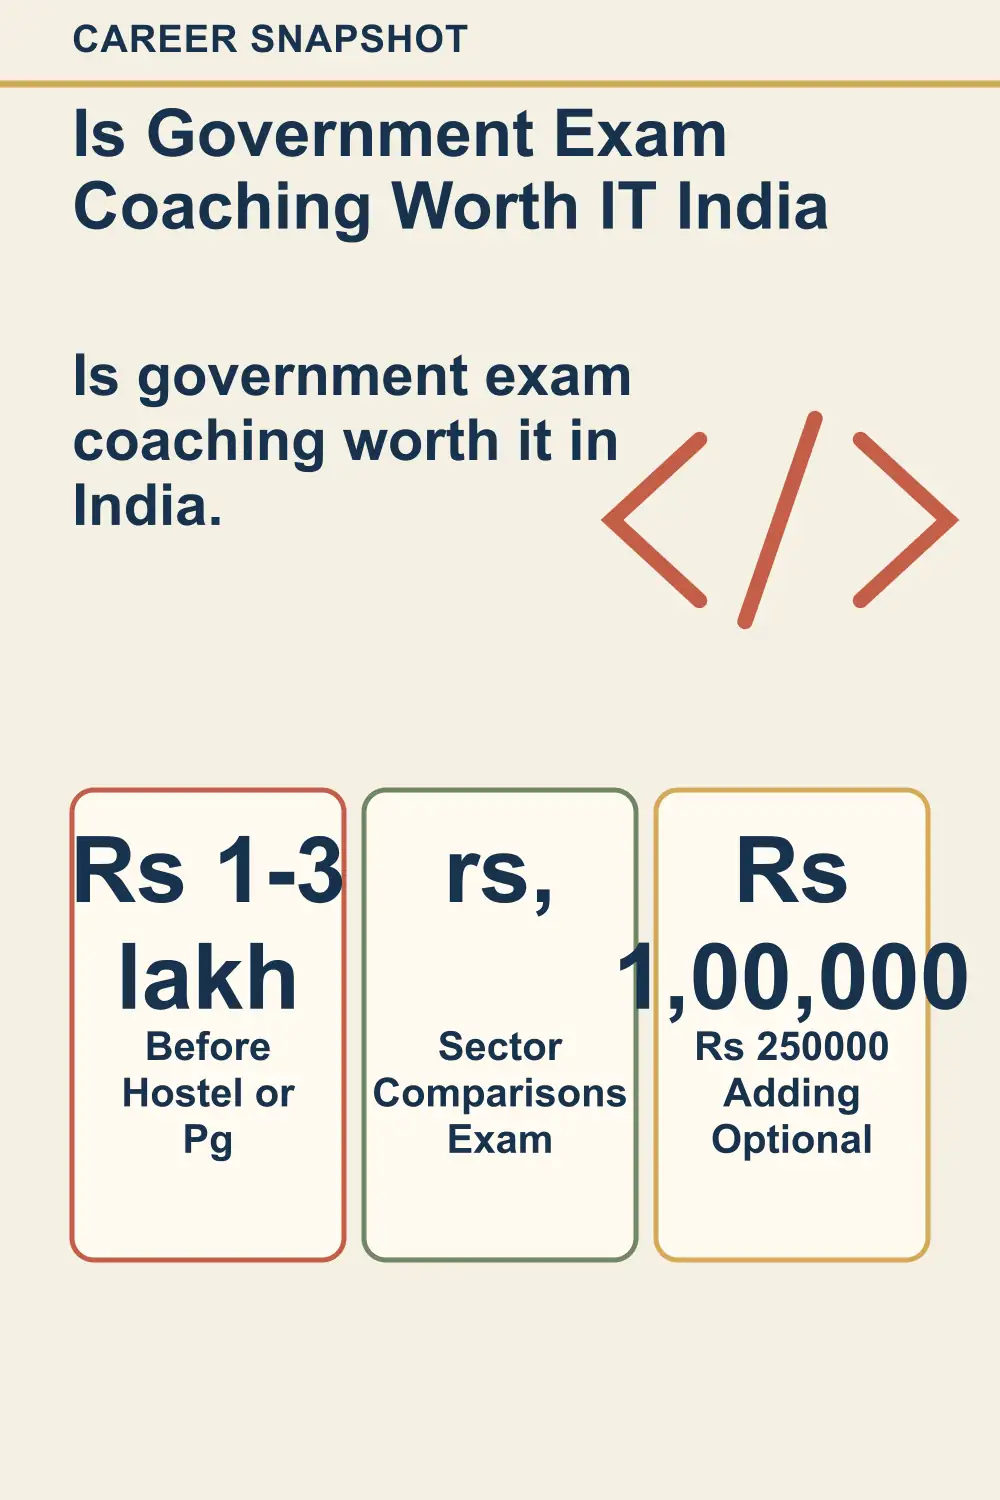 CAREER SNAPSHOT
Is Government Exam
Coaching Worth IT India
Is government exam
coaching worth it in
India.
Rs 1-3
lakh
Before
Hostel or
Pg
rs,
Sector
Comparisons
Exam
Rs
1,00,000
Rs 250000
Adding
Optional